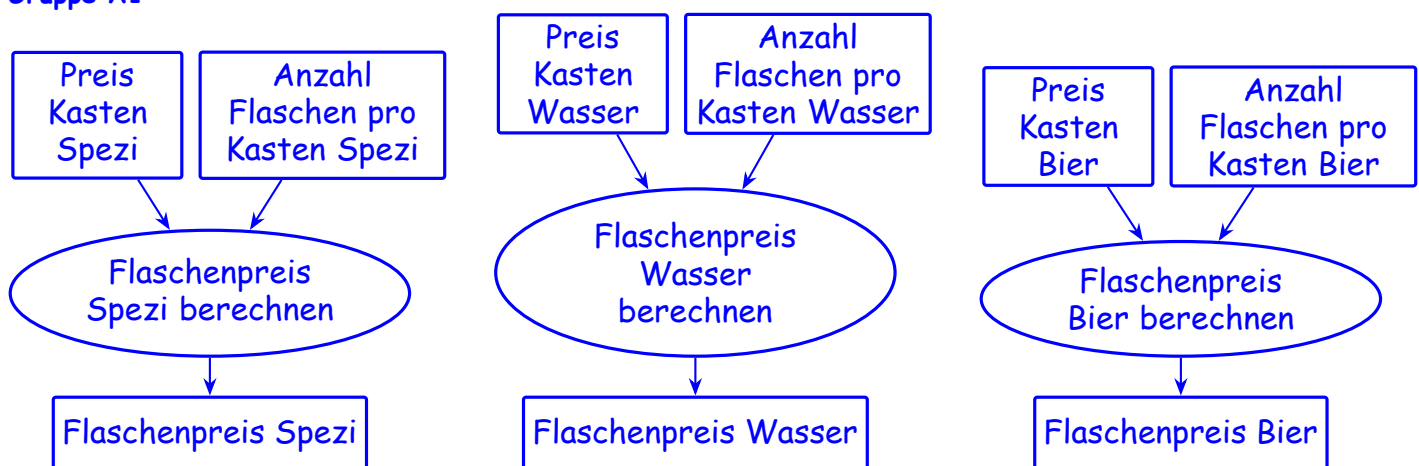 Preis
Kasten
Spezi
Anzahl
Flaschen pro
Kasten Spezi
Flaschenpreis
Spezi berechnen
Flaschenpreis Spezi
Preis
Kasten
Wasser
Anzahl
Flaschen pro
Kasten Wasser
Flaschenpreis
Wasser
berechnen
Flaschenpreis Wasser
Preis
Kasten
Bier
Anzahl
Flaschen pro
Kasten Bier
Flaschenpreis
Bier berechnen
Flaschenpreis Bier